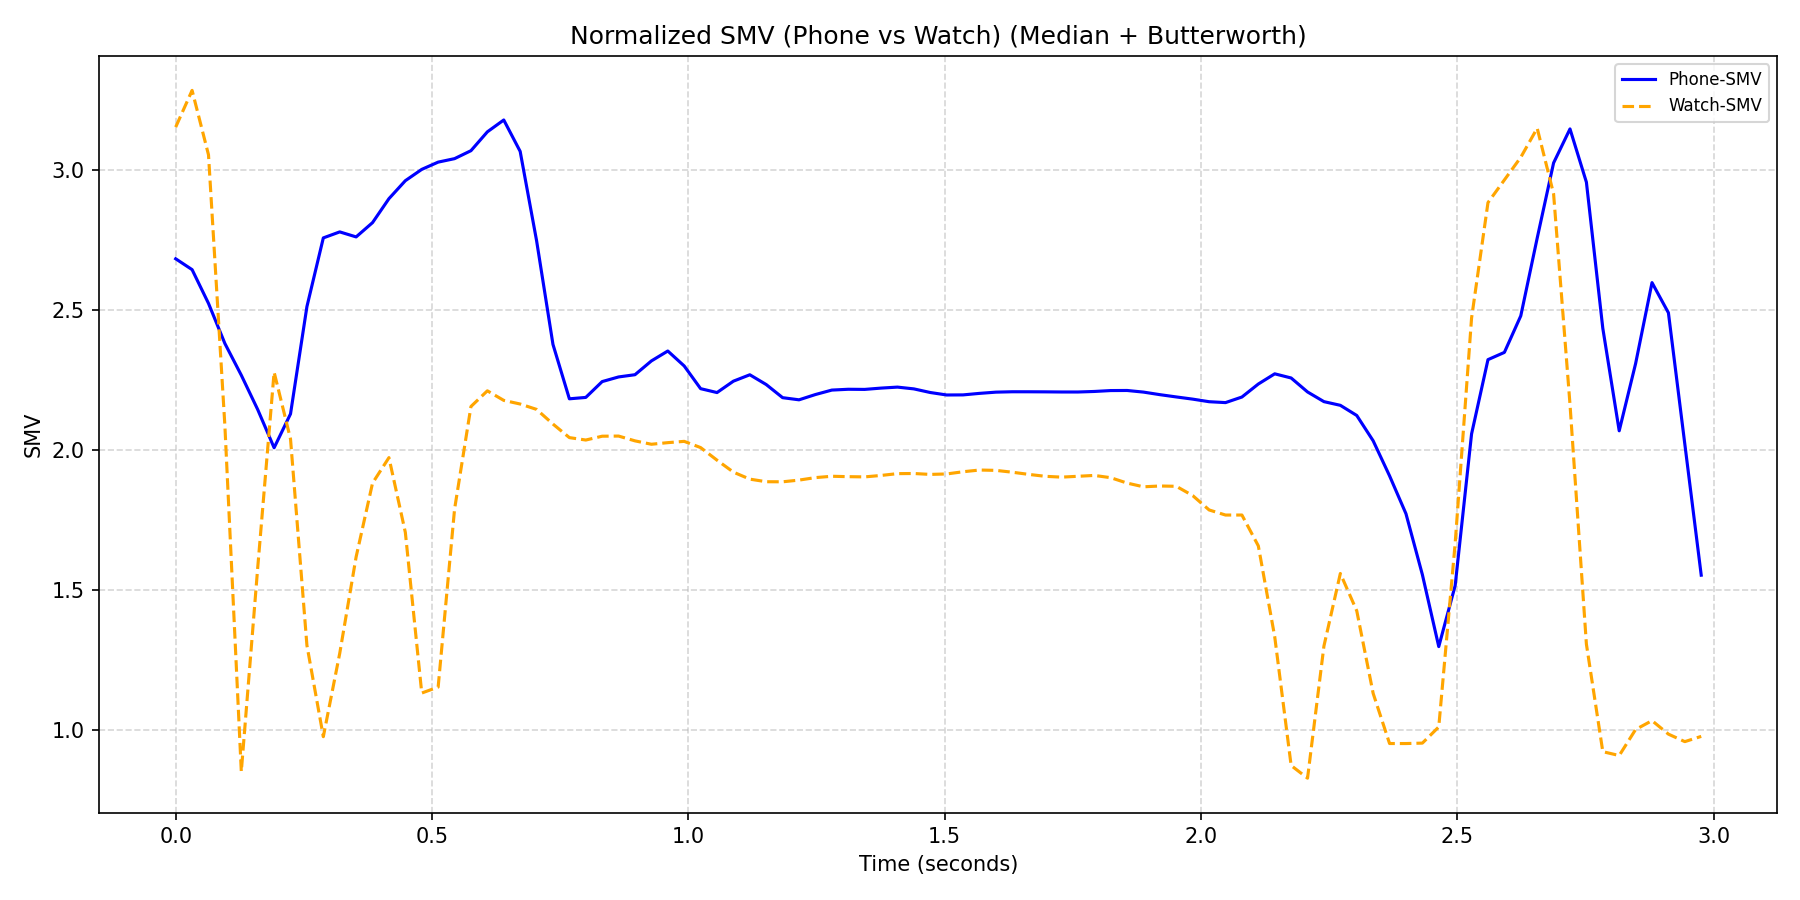 Normalized SMV (Phone vs Watch) (Median + Butterworth)
Phone-SMV
Watch-SMV
SMV
3.0
2.5
2.0
1.5
1.0
0.0 0.5 1.0 1.5 2.0 2.5 3.0
Time (seconds)